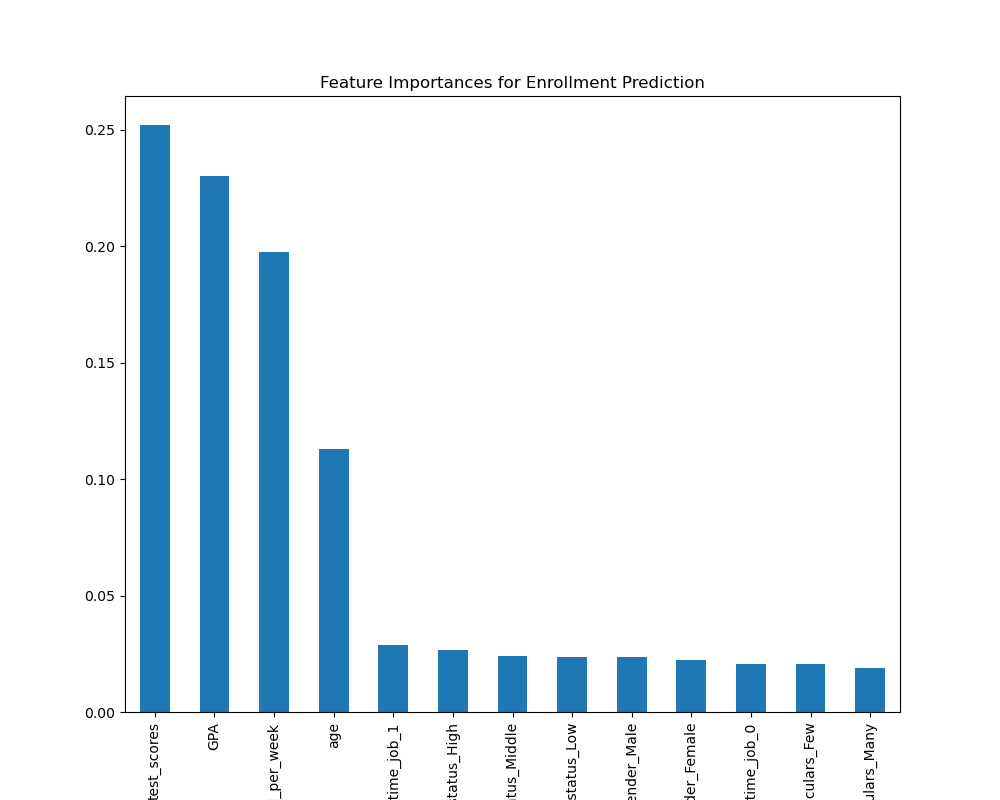 Feature Importances for Enrollment Prediction
0.25
0.20
0.15
0.10
0.05
0.00
test_scores
GPA
_per_week
age
time_job_1
status_High
tus_Middle
status_Low
ender_Male
der_Female
time_job_0
culars_Few
ulars_Many